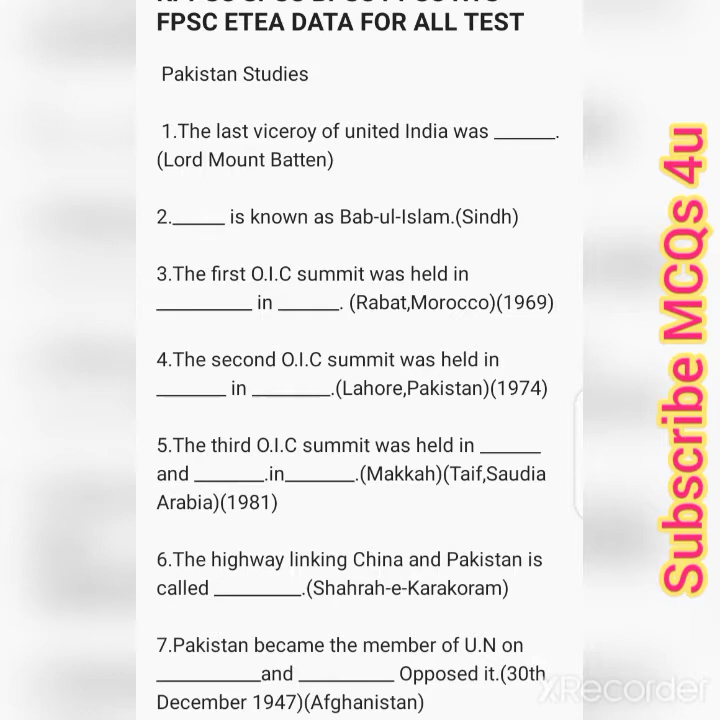 FPSC ETEA DATA FOR ALL TEST
Pakistan Studies
1.The last viceroy of united India was ______.
(Lord Mount Batten)
2.______ is known as Bab-ul-Islam.(Sindh)
3.The first O.I.C summit was held in
___________ in _______. (Rabat,Morocco)(1969)
4.The second O.I.C summit was held in
________ in _________.(Lahore,Pakistan)(1974)
5.The third O.I.C summit was held in _______
and ________.in________.(Makkah)(Taif,Saudia
Arabia)(1981)
6.The highway linking China and Pakistan is
called __________.(Shahrah-e-Karakoram)
7.Pakistan became the member of U.N on
____________and ___________ Opposed it.(30th
December 1947)(Afghanistan)
Subscribe MCQs 4u
XRecorder